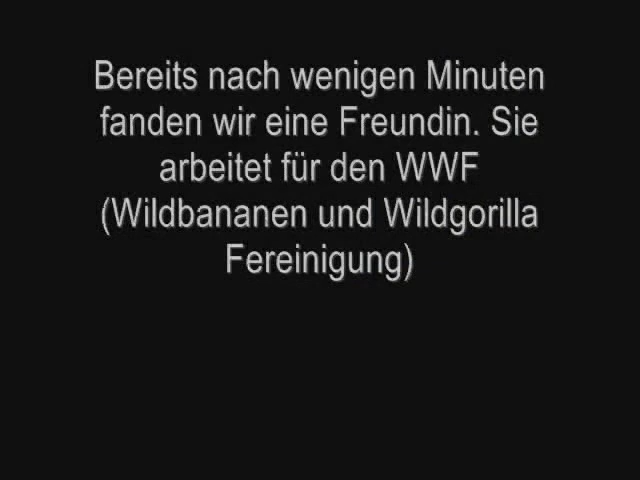 Bereits nach wenigen Minuten
fanden wir eine Freundin. Sie
arbeitet für den WWF
(Wildbananen und Wildgorilla
Fereinigung)